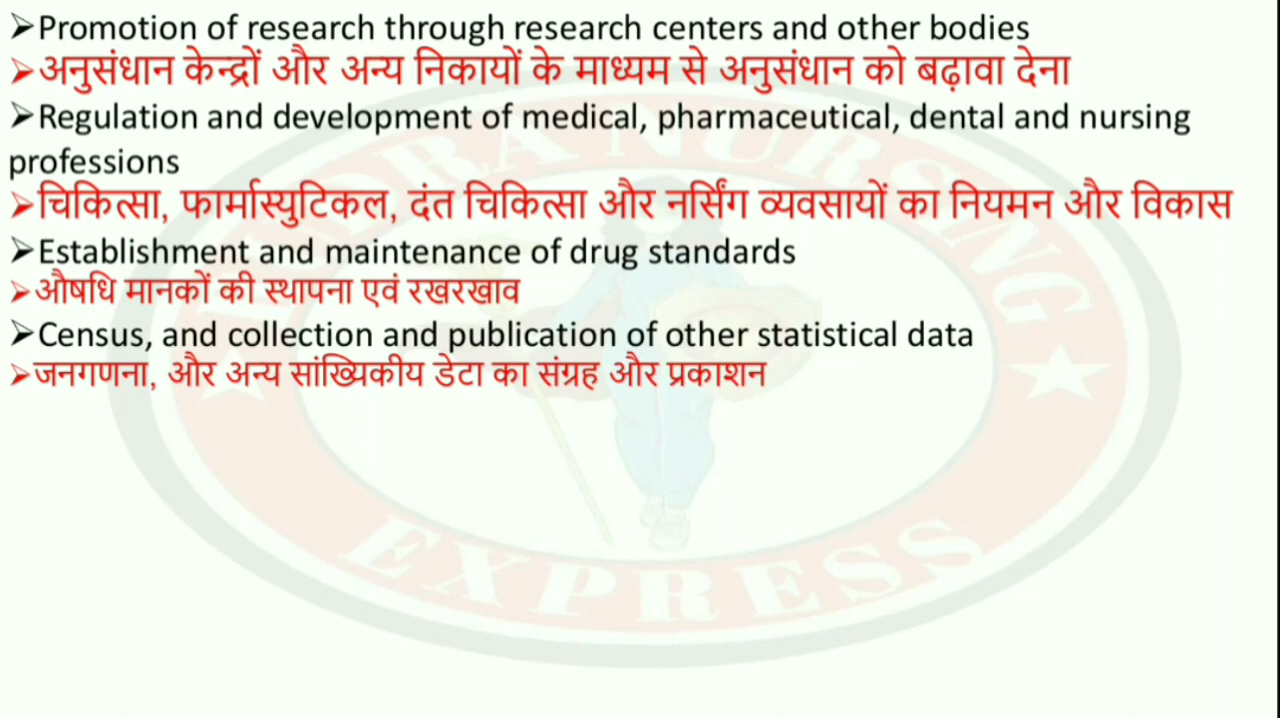 ➢Promotion of research through research centers and other bodies
➢अनुसंधान केन्द्रों और अन्य निकायों के माध्यम से अनुसंधान को बढ़ावा देना
➢Regulation and development of medical, pharmaceutical, dental and nursing
professions
➢चिकित्सा, फार्मास्युटिकल, दंत चिकित्सा और नर्सिंग व्यवसायों का नियमन और विकास
➢Establishment and maintenance of drug standards
➢औषधि मानकों की स्थापना एवं रखरखाव
➢Census, and collection and publication of other statistical data
➢जनगणना, और अन्य सांख्यिकीय डेटा का संग्रह और प्रकाशन
NURSING
EXPRESS